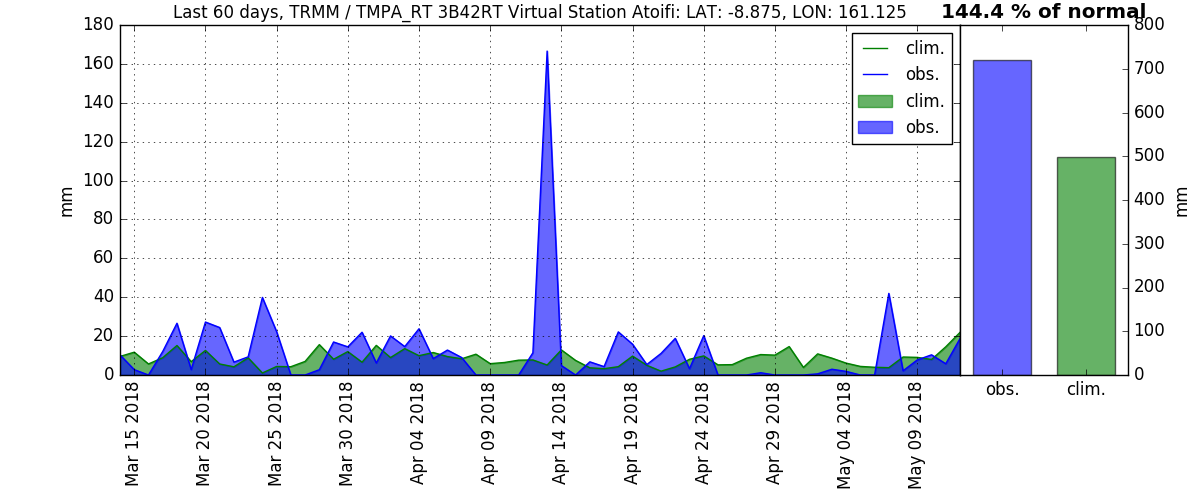 Last 60 days, TRMM / TMPA_RT 3B42RT Virtual Station Atoifi: LAT: -8.875, LON: 161.125
144.4 % of normal
180
160
140
120
100
80
60
40
20
0
mm
clim.
obs.
clim.
obs.
Mar 15 2018
Mar 20 2018
Mar 25 2018
Mar 30 2018
Apr 04 2018
Apr 09 2018
Apr 14 2018
Apr 19 2018
Apr 24 2018
Apr 29 2018
May 04 2018
May 09 2018
800
700
600
500
400
300
200
100
0
mm
obs.
clim.